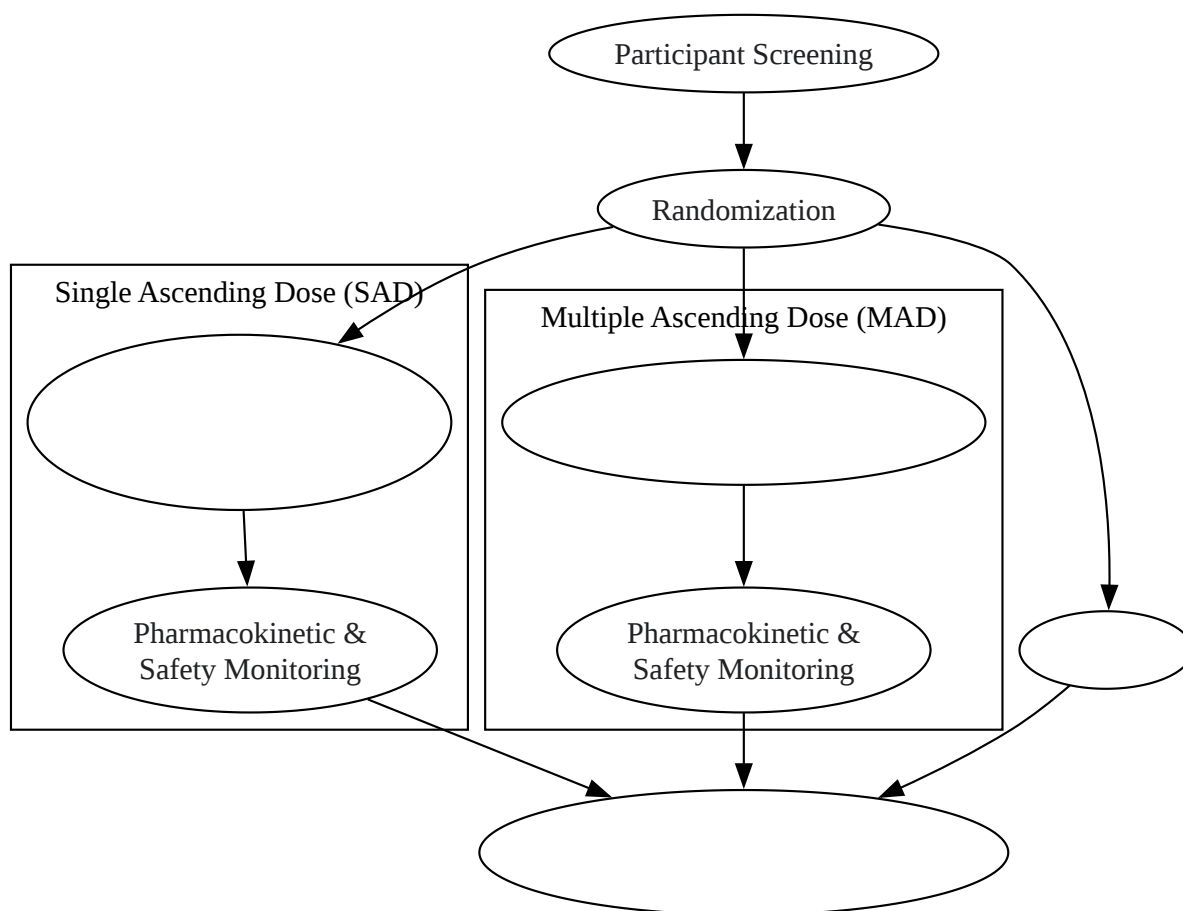 Participant Screening
Randomization
Single Ascending Dose (SAD)
Multiple Ascending Dose (MAD)
Pharmacokinetic &
Safety Monitoring
Pharmacokinetic &
Safety Monitoring